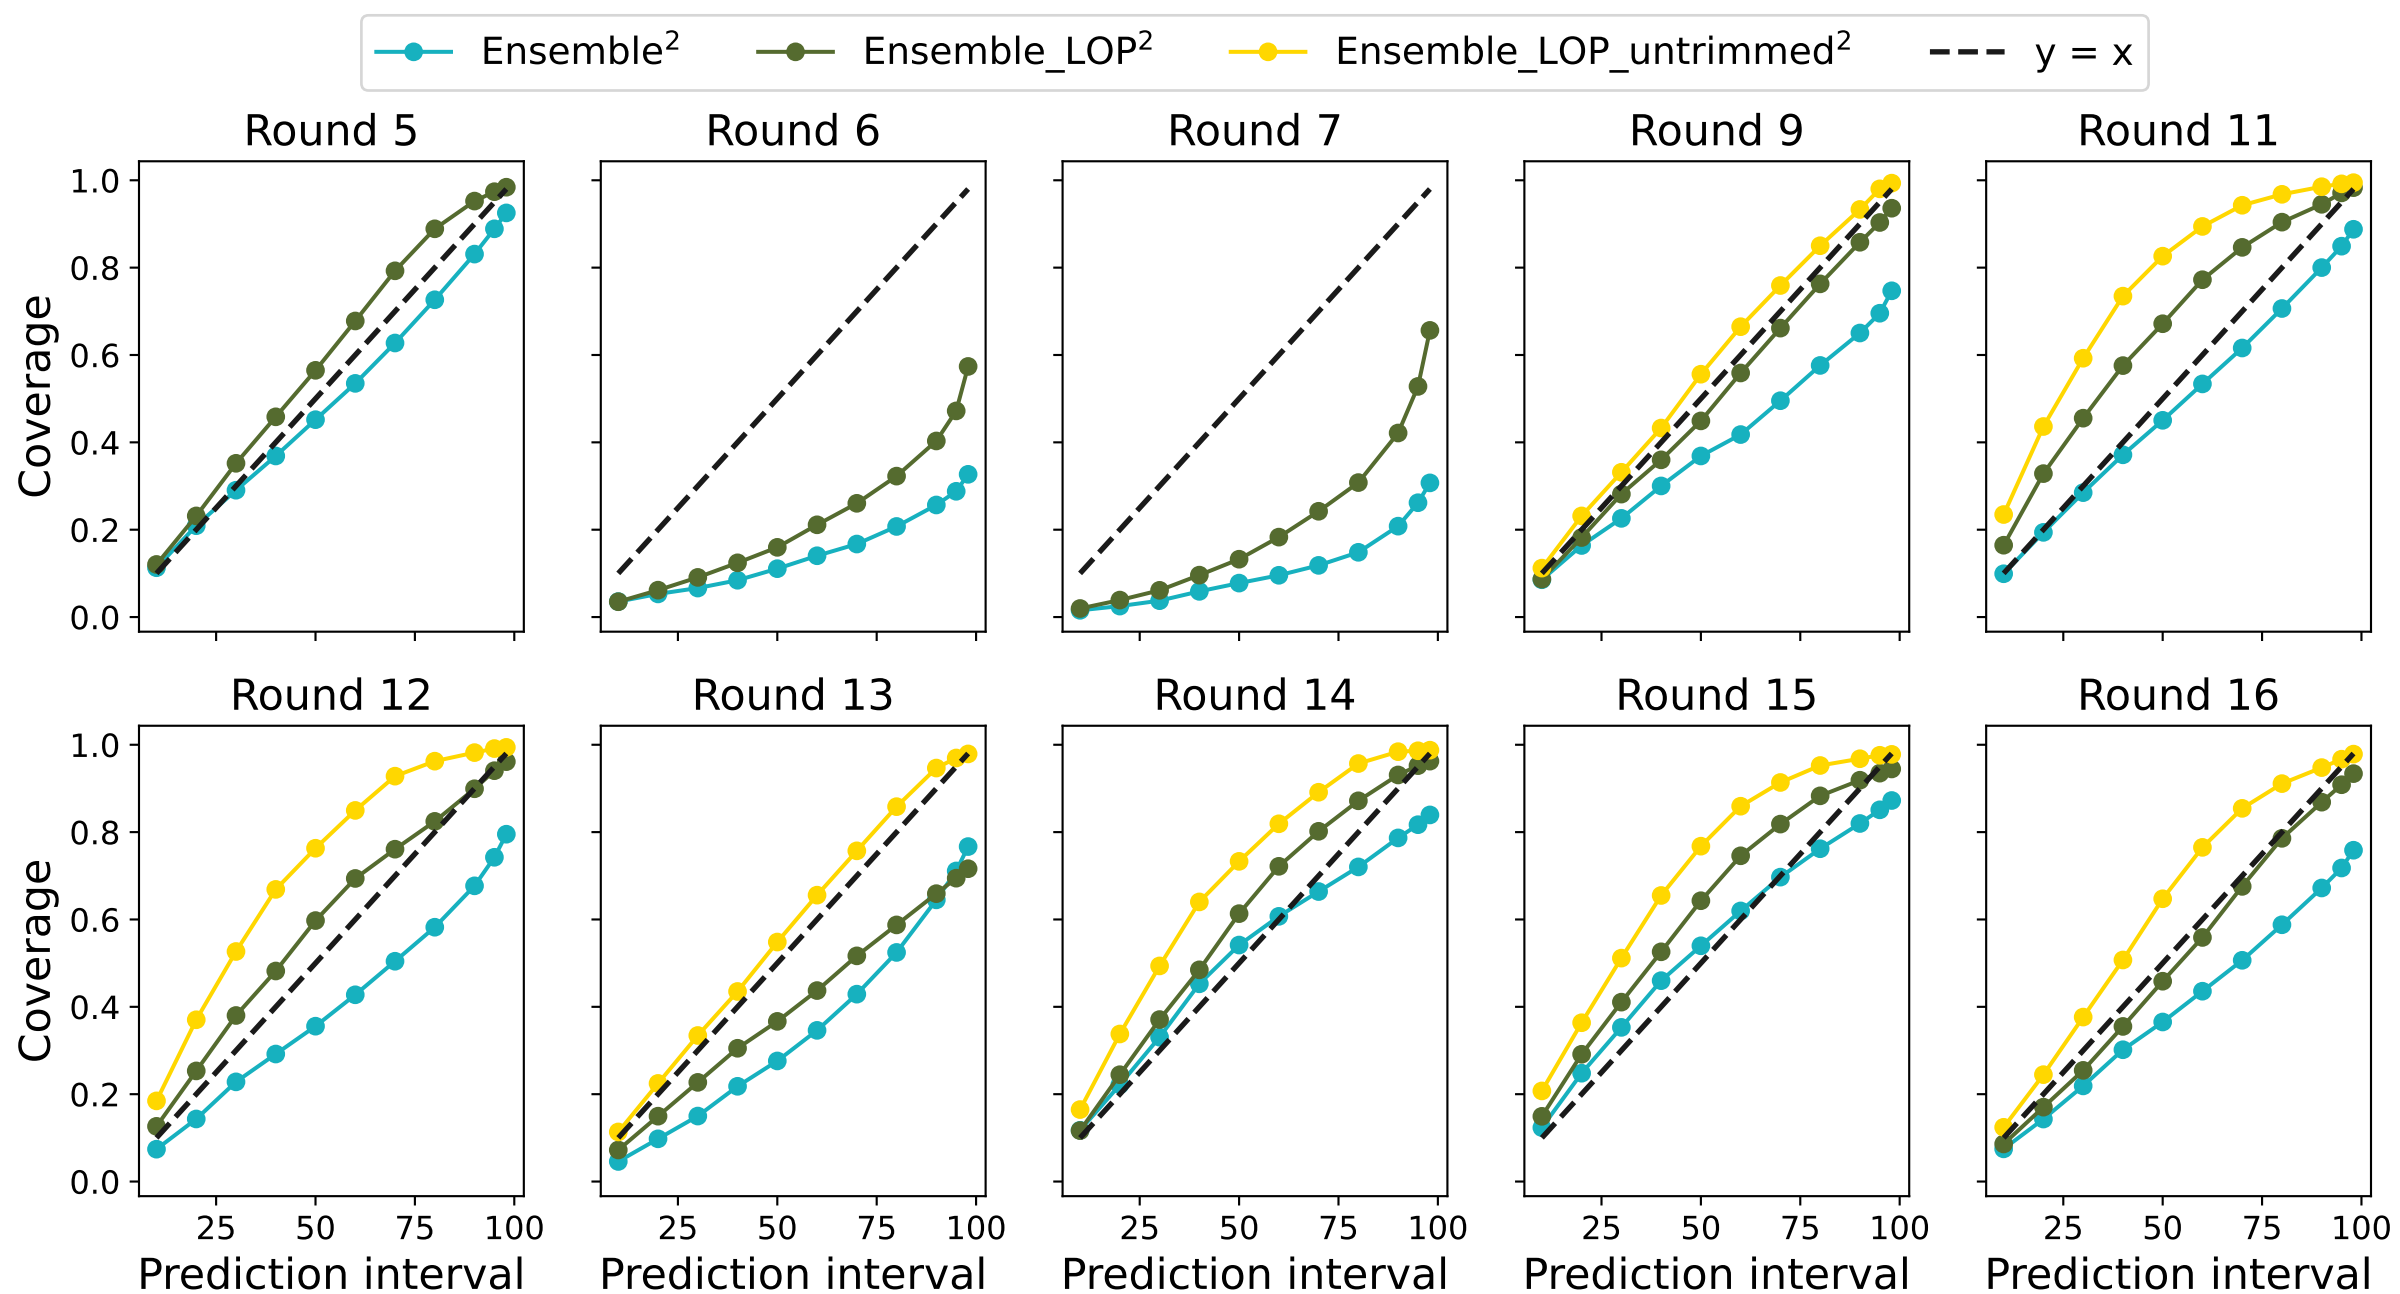 Ensemble² Ensemble_LOP² Ensemble_LOP_untrimmed² y = x
Round 5 Round 6 Round 7 Round 9 Round 11
Coverage
1.0
0.8
0.6
0.4
0.2
0.0
Round 12 Round 13 Round 14 Round 15 Round 16
Coverage
1.0
0.8
0.6
0.4
0.2
0.0
25 50 75 100 25 50 75 100 25 50 75 100 25 50 75 100 25 50 75 100
Prediction interval Prediction interval Prediction interval Prediction interval Prediction interval